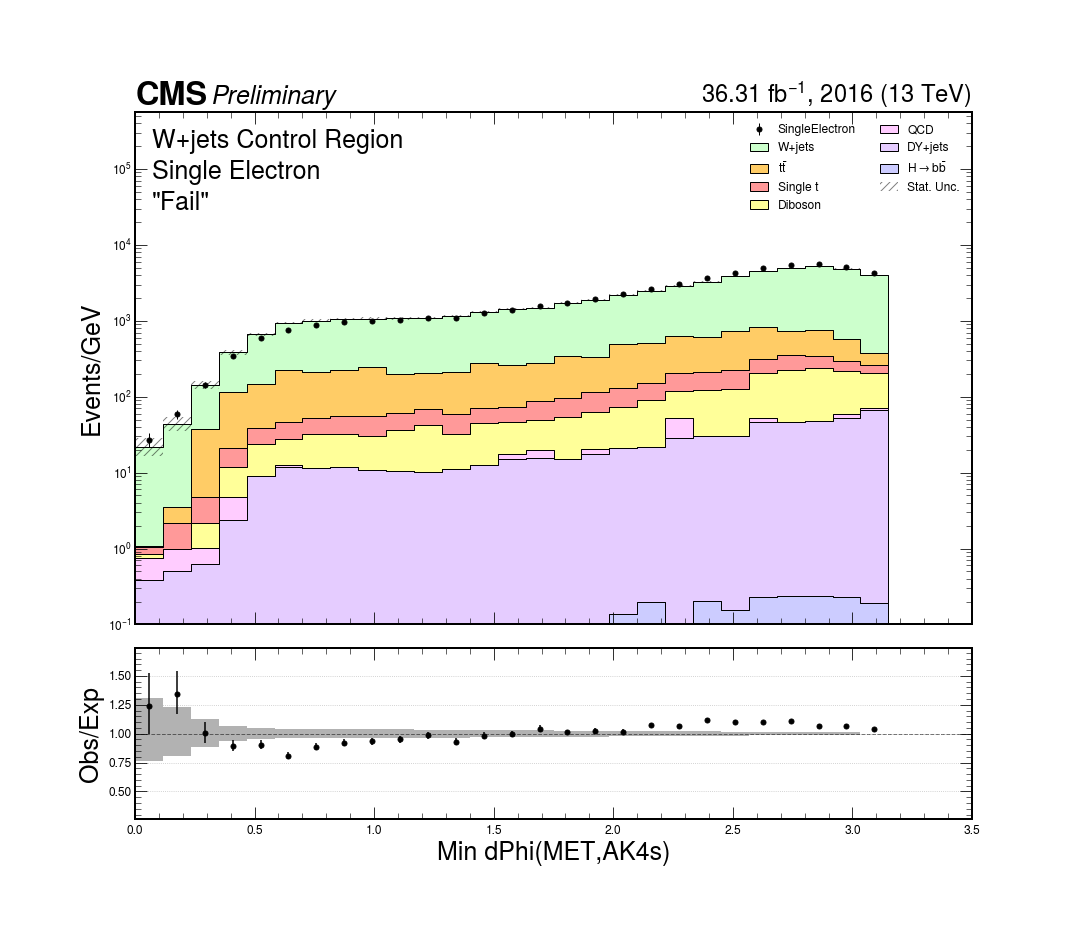 CMS Preliminary
36.31 fb⁻¹, 2016 (13 TeV)
W+jets Control Region
Single Electron
"Fail"
SingleElectron
W+jets
tt̄
Single t
Diboson
QCD
DY+jets
H→bb̄
Stat. Unc.
Events/GeV
10⁵
10⁴
10³
10²
10¹
10⁰
10⁻¹
Obs/Exp
1.50
1.25
1.00
0.75
0.50
0.0 0.5 1.0 1.5 2.0 2.5 3.0 3.5
Min dPhi(MET,AK4s)